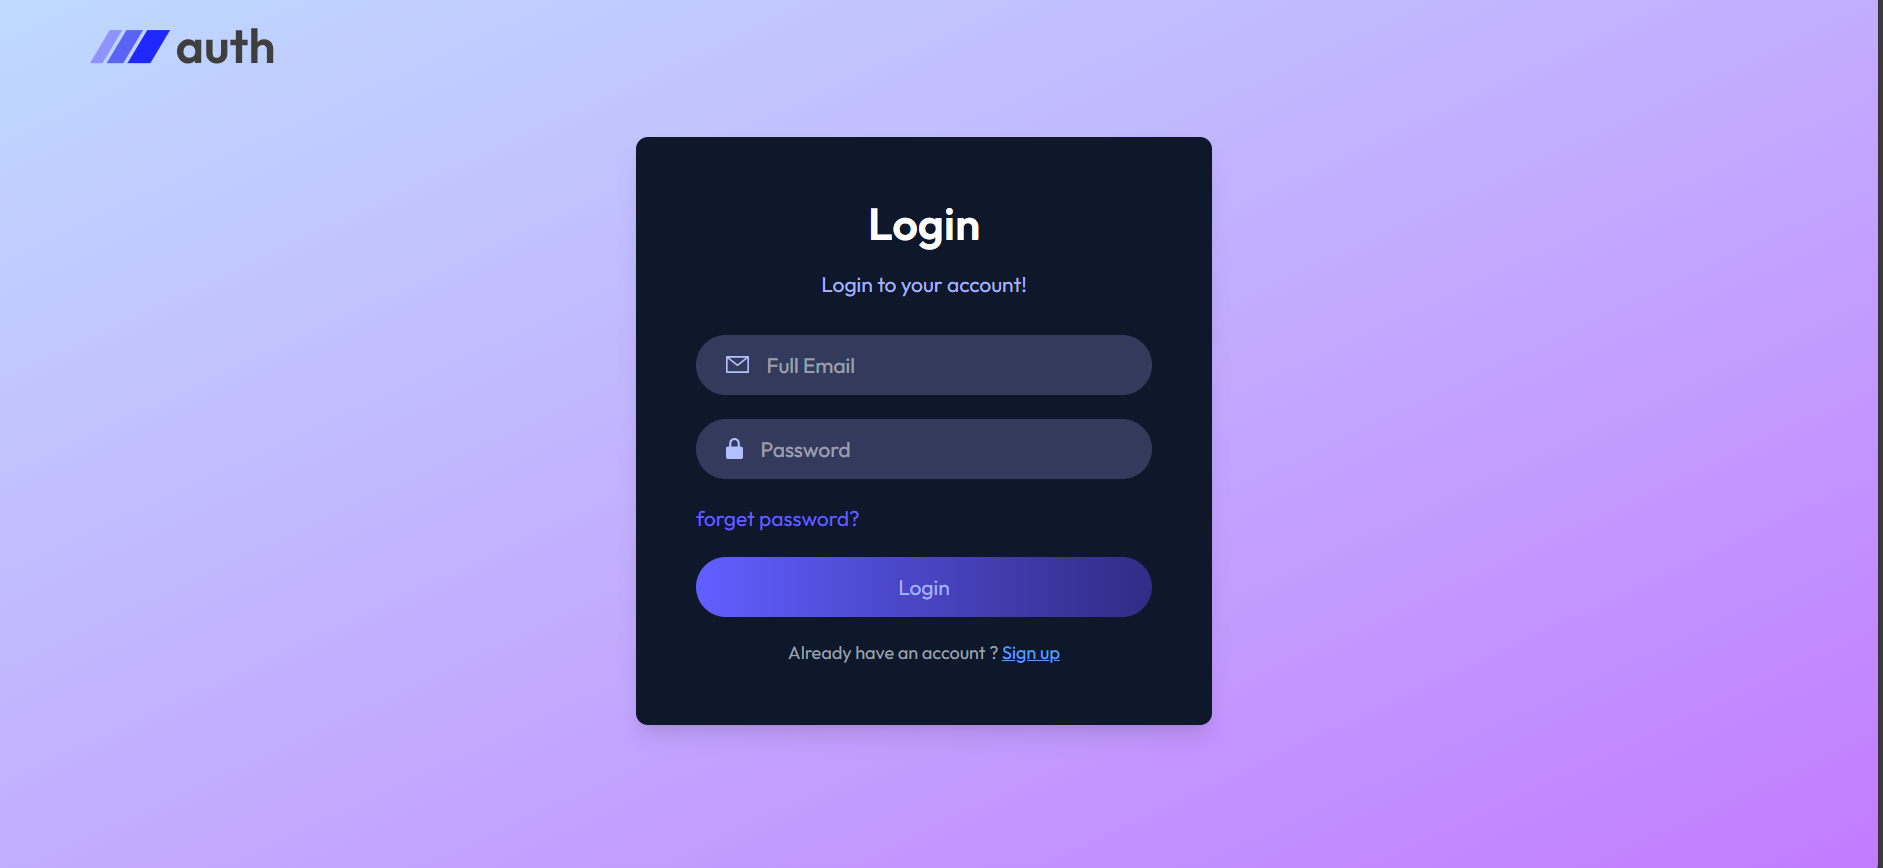 auth
Login
Login to your account!
Full Email
Password
forget password?
Login
Already have an account ? Sign up